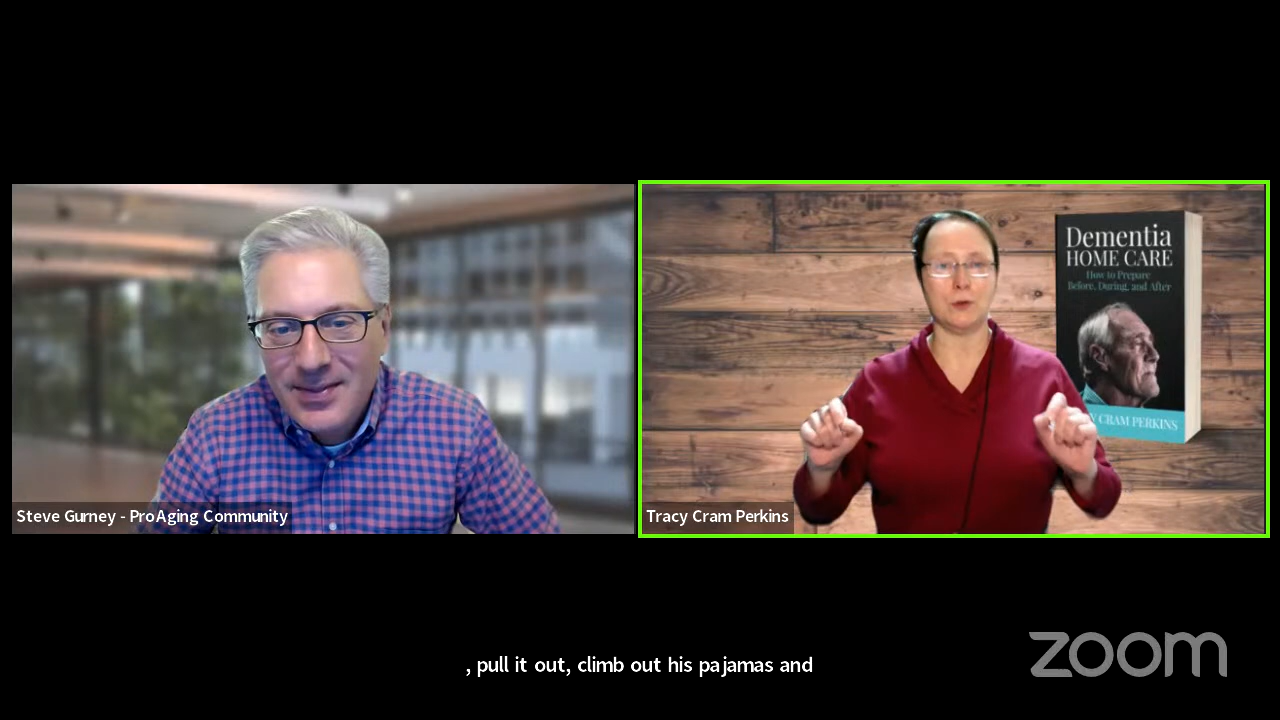 Dementia
HOME CARE
How to Prepare
Before, During, and After
CRAM PERKINS
Steve Gurney - ProAging Community
Tracy Cram Perkins
, pull it out, climb out his pajamas and
zoom